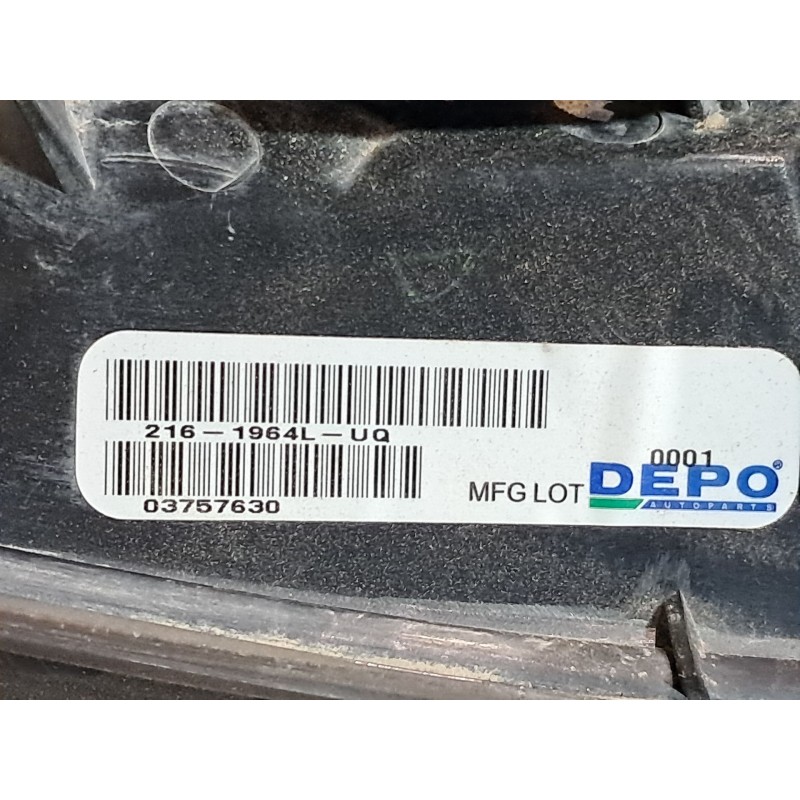 216-1964L-UQ
03757630
0001
MFG LOT DEPO®
AUTOPARTS